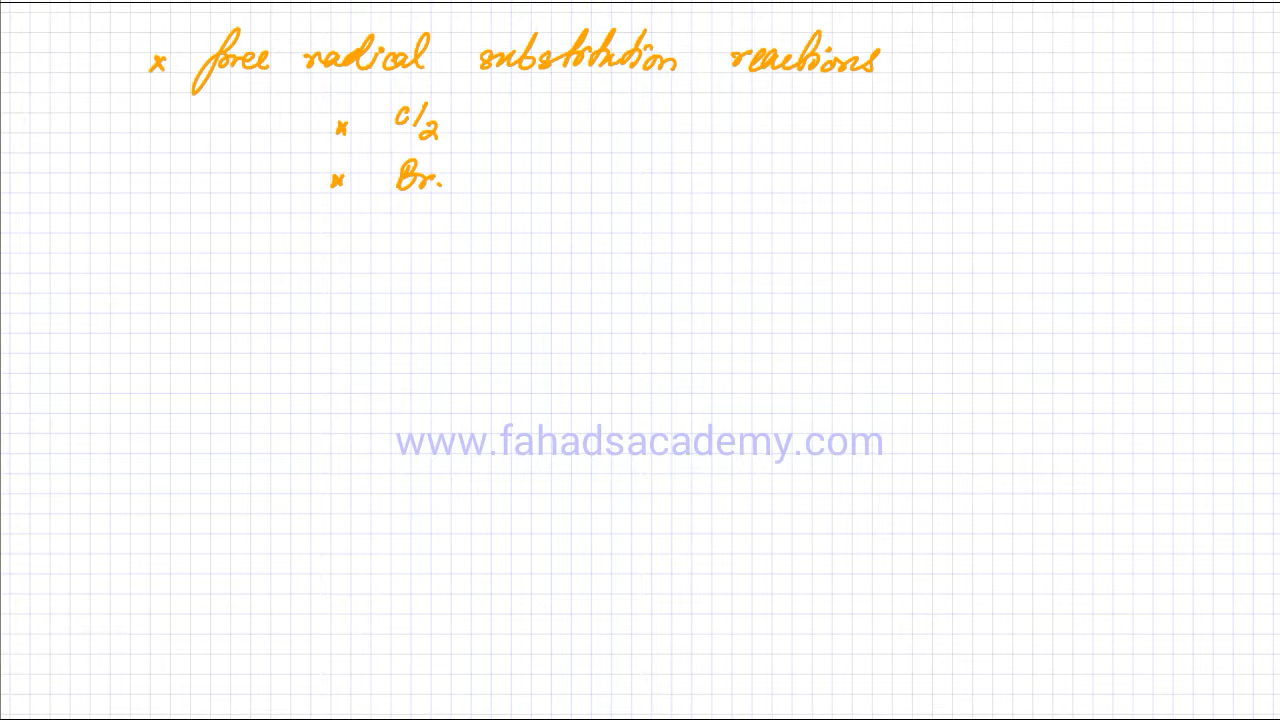 × free radical substitution reactions
× Cl2
× Br.
www.fahadsacademy.com